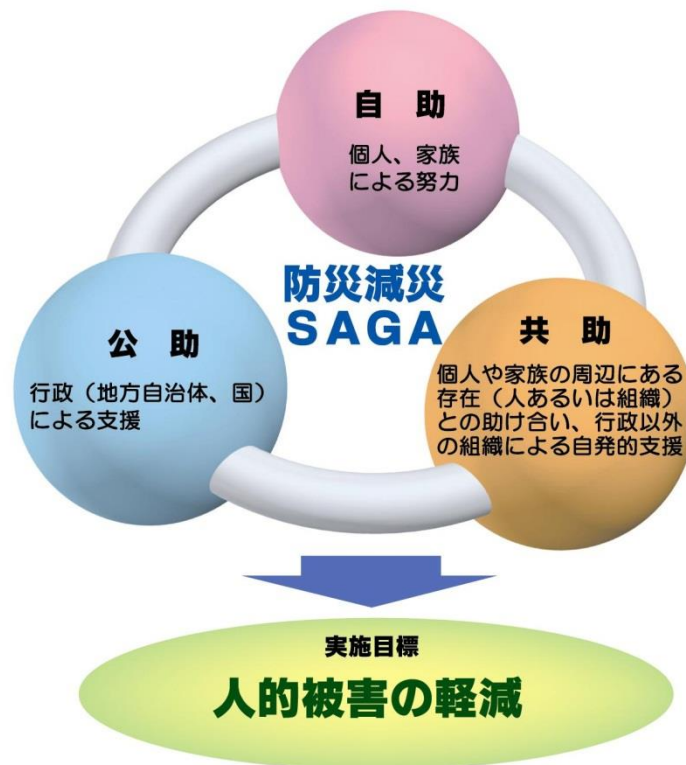 自 助
個人、家族
による努力
防災減災
SAGA
公 助
行政（地方自治体、国）
による支援
共 助
個人や家族の周辺にある
存在（人あるいは組織）
との助け合い、行政以外
の組織による自発的支援
実施目標
人的被害の軽減